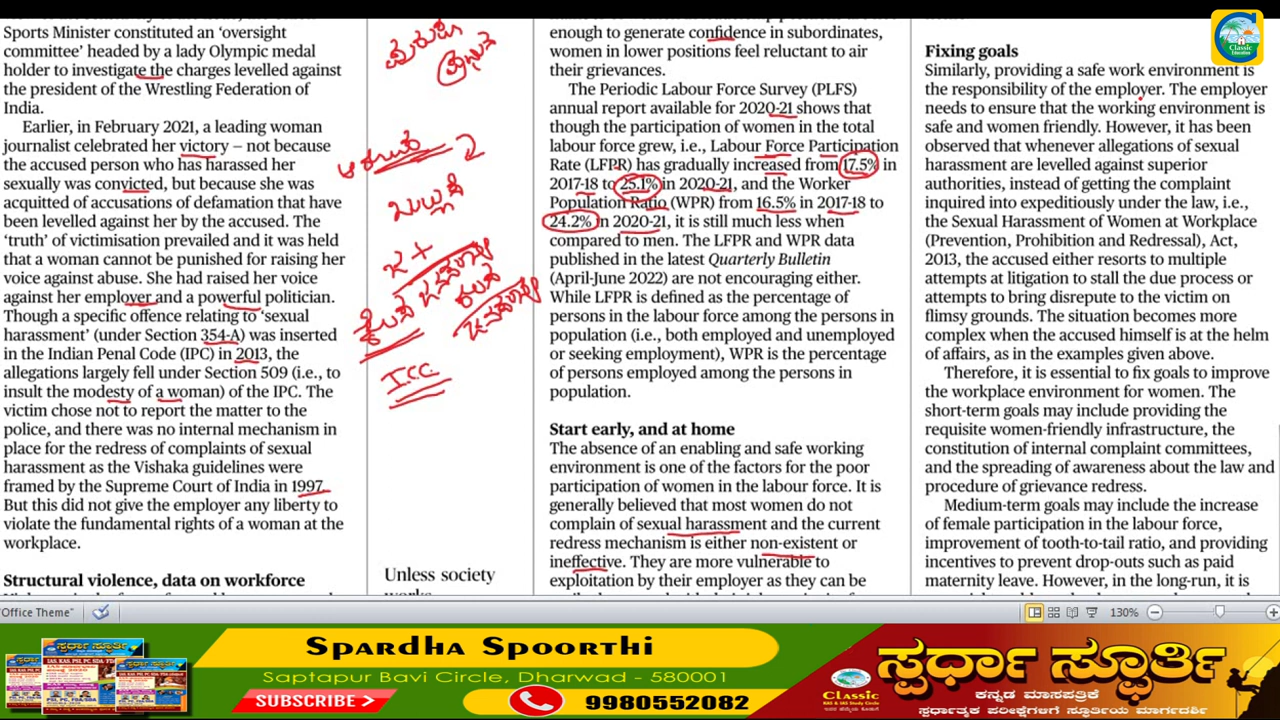 Sports Minister constituted an ‘oversight
committee’ headed by a lady Olympic medal
holder to investigate the charges levelled against
the president of the Wrestling Federation of
India.
Earlier, in February 2021, a leading woman
journalist celebrated her victory – not because
the accused person who has harassed her
sexually was convicted, but because she was
acquitted of accusations of defamation that have
been levelled against her by the accused. The
‘truth’ of victimisation prevailed and it was held
that a woman cannot be punished for raising her
voice against abuse. She had raised her voice
against her employer and a powerful politician.
Though a specific offence relating to ‘sexual
harassment’ (under Section 354-A) was inserted
in the Indian Penal Code (IPC) in 2013, the
allegations largely fell under Section 509 (i.e., to
insult the modesty of a woman) of the IPC. The
victim chose not to report the matter to the
police, and there was no internal mechanism in
place for the redress of complaints of sexual
harassment as the Vishaka guidelines were
framed by the Supreme Court of India in 1997.
But this did not give the employer any liberty to
violate the fundamental rights of a woman at the
workplace.
Structural violence, data on workforce
2
ICC
Unless society
enough to generate confidence in subordinates,
women in lower positions feel reluctant to air
their grievances.
The Periodic Labour Force Survey (PLFS)
annual report available for 2020-21 shows that
though the participation of women in the total
labour force grew, i.e., Labour Force Participation
Rate (LFPR) has gradually increased from 17.5% in
2017-18 to 25.1% in 2020-21, and the Worker
Population Ratio (WPR) from 16.5% in 2017-18 to
24.2% in 2020-21, it is still much less when
compared to men. The LFPR and WPR data
published in the latest Quarterly Bulletin
(April-June 2022) are not encouraging either.
While LFPR is defined as the percentage of
persons in the labour force among the persons in
population (i.e., both employed and unemployed
or seeking employment), WPR is the percentage
of persons employed among the persons in
population.
Start early, and at home
The absence of an enabling and safe working
environment is one of the factors for the poor
participation of women in the labour force. It is
generally believed that most women do not
complain of sexual harassment and the current
redress mechanism is either non-existent or
ineffective. They are more vulnerable to
exploitation by their employer as they can be
Fixing goals
Similarly, providing a safe work environment is
the responsibility of the employer. The employer
needs to ensure that the working environment is
safe and women friendly. However, it has been
observed that whenever allegations of sexual
harassment are levelled against superior
authorities, instead of getting the complaint
inquired into expeditiously under the law, i.e.,
the Sexual Harassment of Women at Workplace
(Prevention, Prohibition and Redressal), Act,
2013, the accused either resorts to multiple
attempts at litigation to stall the due process or
attempts to bring disrepute to the victim on
flimsy grounds. The situation becomes more
complex when the accused himself is at the helm
of affairs, as in the examples given above.
Therefore, it is essential to fix goals to improve
the workplace environment for women. The
short-term goals may include providing the
requisite women-friendly infrastructure, the
constitution of internal complaint committees,
and the spreading of awareness about the law and
procedure of grievance redress.
Medium-term goals may include the increase
of female participation in the labour force,
improvement of tooth-to-tail ratio, and providing
incentives to prevent drop-outs such as paid
maternity leave. However, in the long-run, it is
Classic
Education
"Office Theme"
130%
Spardha Spoorthi
Saptapur Bavi Circle, Dharwad - 580001
SUBSCRIBE
9980552082
ಸ್ಪರ್ಧಾ ಸ್ಫೂರ್ತಿ
ಕನ್ನಡ ಮಾಸಪತ್ರಿಕೆ
ಸ್ಪರ್ಧಾತ್ಮಕ ಪರೀಕ್ಷೆಗಳಿಗೆ ಸ್ಫೂರ್ತಿಯ ಮಾರ್ಗದರ್ಶಿ
Classic
KAS & IAS Study Circle